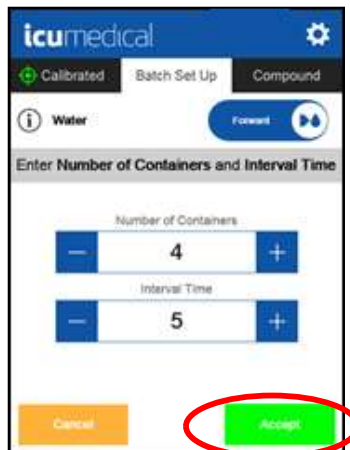 icumedical
Calibrated Batch Set Up Compound
i Water Forward
Enter Number of Containers and Interval Time
Number of Containers
− 4 +
Interval Time
− 5 +
Cancel Accept